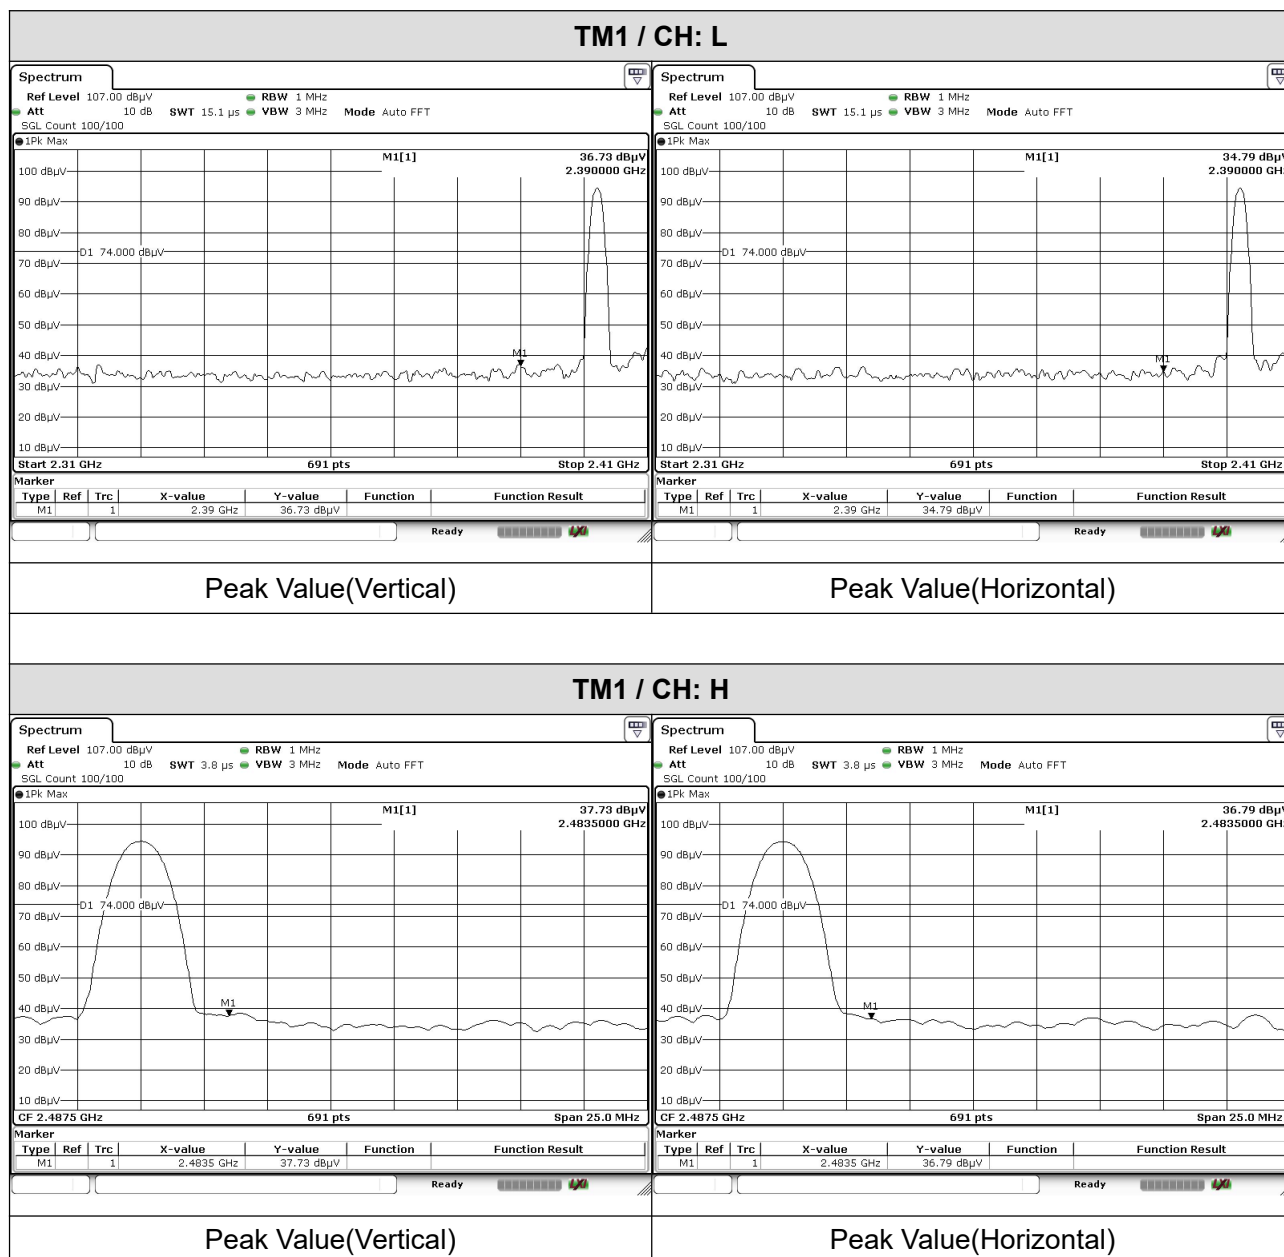 TM1 / CH: L
Spectrum
Ref Level 107.00 dBµV RBW 1 MHz
Att 10 dB SWT 15.1 µs VBW 3 MHz Mode Auto FFT
SGL Count 100/100
1Pk Max
M1[1] 36.73 dBµV
2.390000 GHz
100 dBµV
90 dBµV
80 dBµV
D1 74.000 dBµV
70 dBµV
60 dBµV
50 dBµV
40 dBµV
M1
30 dBµV
20 dBµV
10 dBµV
Start 2.31 GHz 691 pts Stop 2.41 GHz
Marker
Type Ref Trc X-value Y-value Function Function Result
M1 1 2.39 GHz 36.73 dBµV
Ready LXI
Peak Value(Vertical)
Spectrum
Ref Level 107.00 dBµV RBW 1 MHz
Att 10 dB SWT 15.1 µs VBW 3 MHz Mode Auto FFT
SGL Count 100/100
1Pk Max
M1[1] 34.79 dBµV
2.390000 GHz
100 dBµV
90 dBµV
80 dBµV
D1 74.000 dBµV
70 dBµV
60 dBµV
50 dBµV
40 dBµV
M1
30 dBµV
20 dBµV
10 dBµV
Start 2.31 GHz 691 pts Stop 2.41 GHz
Marker
Type Ref Trc X-value Y-value Function Function Result
M1 1 2.39 GHz 34.79 dBµV
Ready LXI
Peak Value(Horizontal)
TM1 / CH: H
Spectrum
Ref Level 107.00 dBµV RBW 1 MHz
Att 10 dB SWT 3.8 µs VBW 3 MHz Mode Auto FFT
SGL Count 100/100
1Pk Max
M1[1] 37.73 dBµV
2.4835000 GHz
100 dBµV
90 dBµV
80 dBµV
D1 74.000 dBµV
70 dBµV
60 dBµV
50 dBµV
40 dBµV
M1
30 dBµV
20 dBµV
10 dBµV
CF 2.4875 GHz 691 pts Span 25.0 MHz
Marker
Type Ref Trc X-value Y-value Function Function Result
M1 1 2.4835 GHz 37.73 dBµV
Ready LXI
Peak Value(Vertical)
Spectrum
Ref Level 107.00 dBµV RBW 1 MHz
Att 10 dB SWT 3.8 µs VBW 3 MHz Mode Auto FFT
SGL Count 100/100
1Pk Max
M1[1] 36.79 dBµV
2.4835000 GHz
100 dBµV
90 dBµV
80 dBµV
D1 74.000 dBµV
70 dBµV
60 dBµV
50 dBµV
40 dBµV
M1
30 dBµV
20 dBµV
10 dBµV
CF 2.4875 GHz 691 pts Span 25.0 MHz
Marker
Type Ref Trc X-value Y-value Function Function Result
M1 1 2.4835 GHz 36.79 dBµV
Ready LXI
Peak Value(Horizontal)